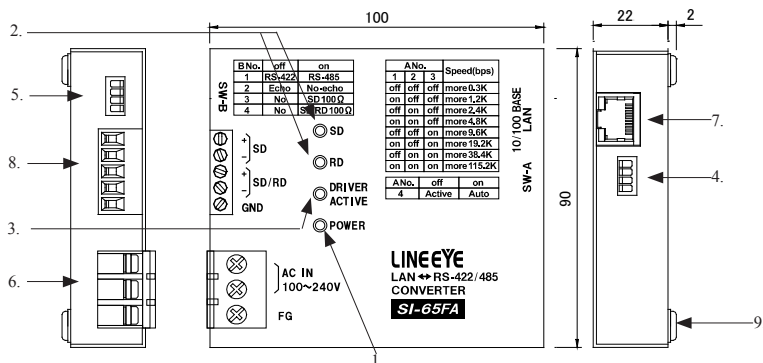 100
22
2
2.
5.
8.
3.
6.
1
7.
4.
9
90
SW-B
B No. off on
1 RS-422 RS-485
2 Echo No-echo
3 No SD 100Ω
4 No SD/RD 100Ω
A No. Speed(bps)
1 2 3
off off off more 0.3K
on off off more 1.2K
off on off more 2.4K
on on off more 4.8K
off off on more 9.6K
on off on more 19.2K
off on on more 38.4K
on on on more 115.2K
A No. off on
4 Active Auto
10/100 BASE
LAN
SW-A
SD
RD
DRIVER
ACTIVE
POWER
+
SD
−
+
SD/RD
−
GND
AC IN
100~240V
FG
LINEEYE
LAN ↔ RS-422/485
CONVERTER
SI-65FA